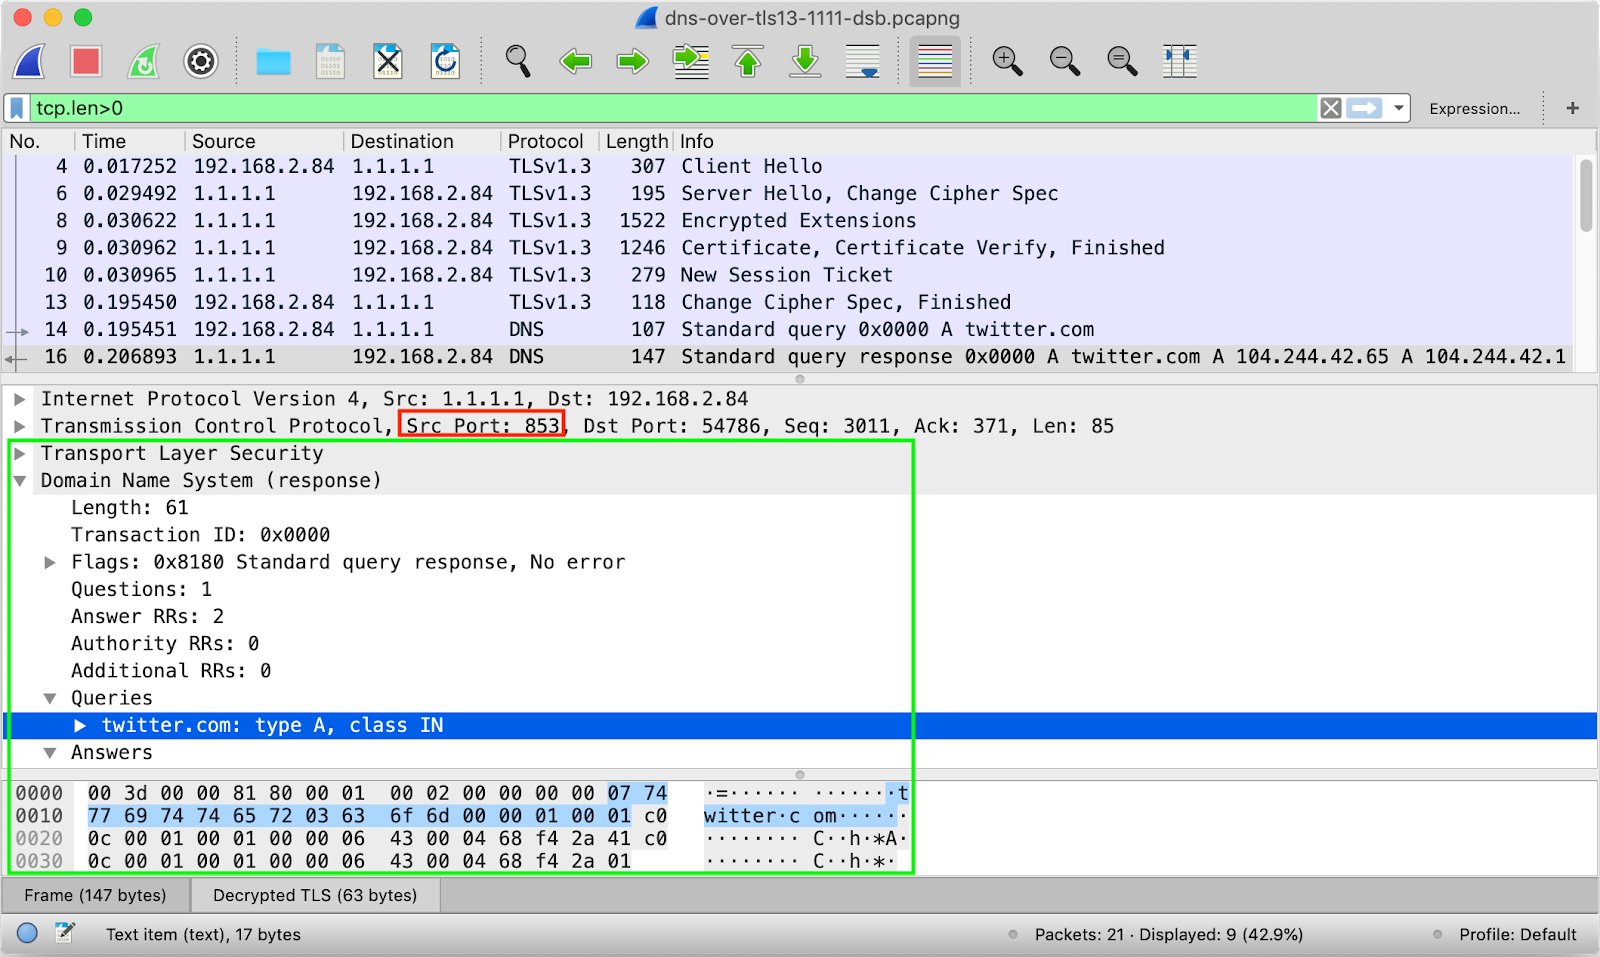 dns-over-tls13-1111-dsb.pcapng
tcp.len>0 Expression... +
No. Time Source Destination Protocol Length Info
4 0.017252 192.168.2.84 1.1.1.1 TLSv1.3 307 Client Hello
6 0.029492 1.1.1.1 192.168.2.84 TLSv1.3 195 Server Hello, Change Cipher Spec
8 0.030622 1.1.1.1 192.168.2.84 TLSv1.3 1522 Encrypted Extensions
9 0.030962 1.1.1.1 192.168.2.84 TLSv1.3 1246 Certificate, Certificate Verify, Finished
10 0.030965 1.1.1.1 192.168.2.84 TLSv1.3 279 New Session Ticket
13 0.195450 192.168.2.84 1.1.1.1 TLSv1.3 118 Change Cipher Spec, Finished
14 0.195451 192.168.2.84 1.1.1.1 DNS 107 Standard query 0x0000 A twitter.com
16 0.206893 1.1.1.1 192.168.2.84 DNS 147 Standard query response 0x0000 A twitter.com A 104.244.42.65 A 104.244.42.1
Internet Protocol Version 4, Src: 1.1.1.1, Dst: 192.168.2.84
Transmission Control Protocol, Src Port: 853, Dst Port: 54786, Seq: 3011, Ack: 371, Len: 85
Transport Layer Security
Domain Name System (response)
Length: 61
Transaction ID: 0x0000
Flags: 0x8180 Standard query response, No error
Questions: 1
Answer RRs: 2
Authority RRs: 0
Additional RRs: 0
Queries
twitter.com: type A, class IN
Answers
0000 00 3d 00 00 81 80 00 01 00 02 00 00 00 00 07 74 ·=······ ·······t
0010 77 69 74 74 65 72 03 63 6f 6d 00 00 01 00 01 c0 witter·c om······
0020 0c 00 01 00 01 00 00 06 43 00 04 68 f4 2a 41 c0 ········ C··h·*A·
0030 0c 00 01 00 01 00 00 06 43 00 04 68 f4 2a 01 ········ C··h·*·
Frame (147 bytes) Decrypted TLS (63 bytes)
Text item (text), 17 bytes Packets: 21 · Displayed: 9 (42.9%) Profile: Default